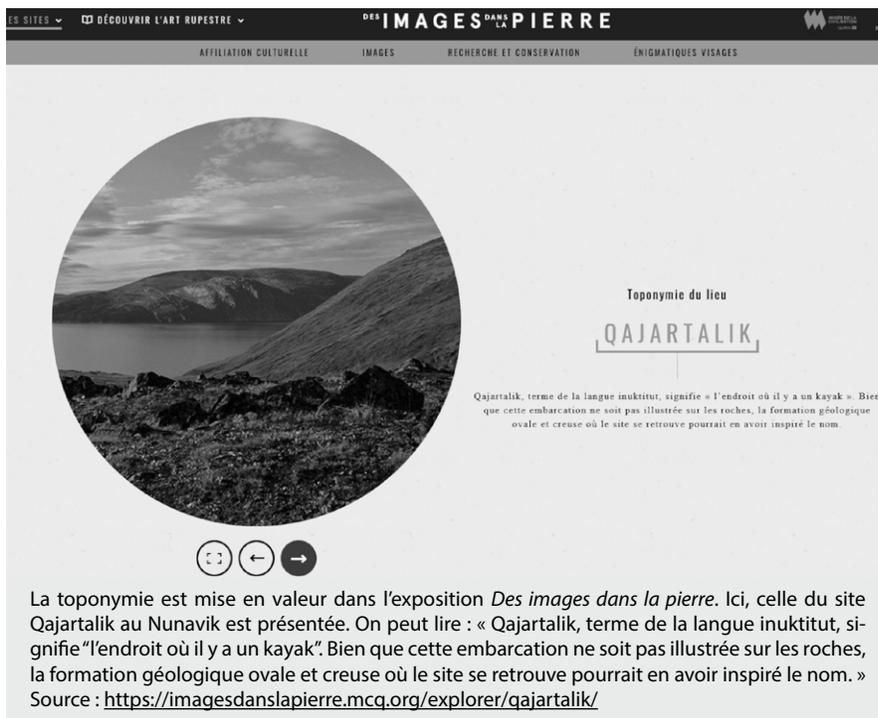 ES SITES
DÉCOUVRIR L'ART RUPESTRE
DES IMAGES DANS LA PIERRE
AFFILIATION CULTURELLE
IMAGES
RECHERCHE ET CONSERVATION
ÉNIGMATIQUES VISAGES
Toponymie du lieu
QAJARTALIK
Qajartalik, terme de la langue inuktitut, signifie « l'endroit où il y a un kayak ». Bien
que cette embarcation ne soit pas illustrée sur les roches, la formation géologique
ovale et creuse où le site se retrouve pourrait en avoir inspiré le nom.
La toponymie est mise en valeur dans l'exposition Des images dans la pierre. Ici, celle du site
Qajartalik au Nunavik est présentée. On peut lire : « Qajartalik, terme de la langue inuktitut, si-
gnifie “l'endroit où il y a un kayak”. Bien que cette embarcation ne soit pas illustrée sur les roches,
la formation géologique ovale et creuse où le site se retrouve pourrait en avoir inspiré le nom. »
Source : https://imagesdanslapierre.mcq.org/explorer/qajartalik/